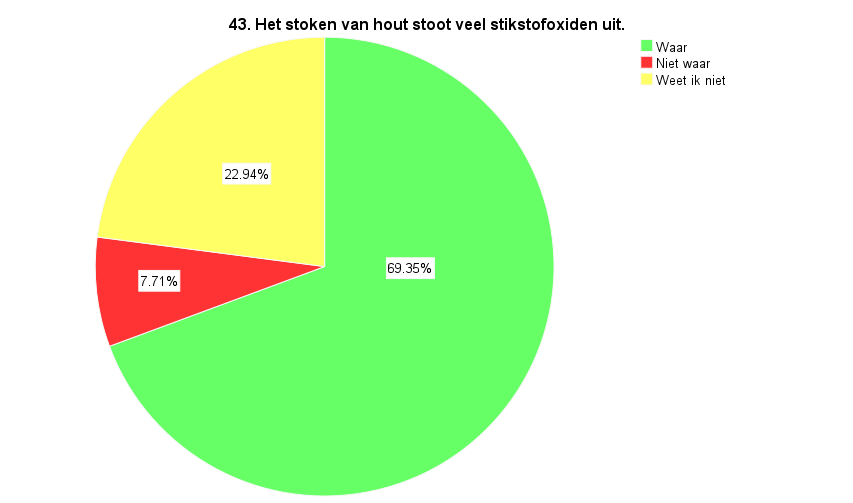 43. Het stoken van hout stoot veel stikstofoxiden uit.
Waar
Niet waar
Weet ik niet
22.94%
69.35%
7.71%